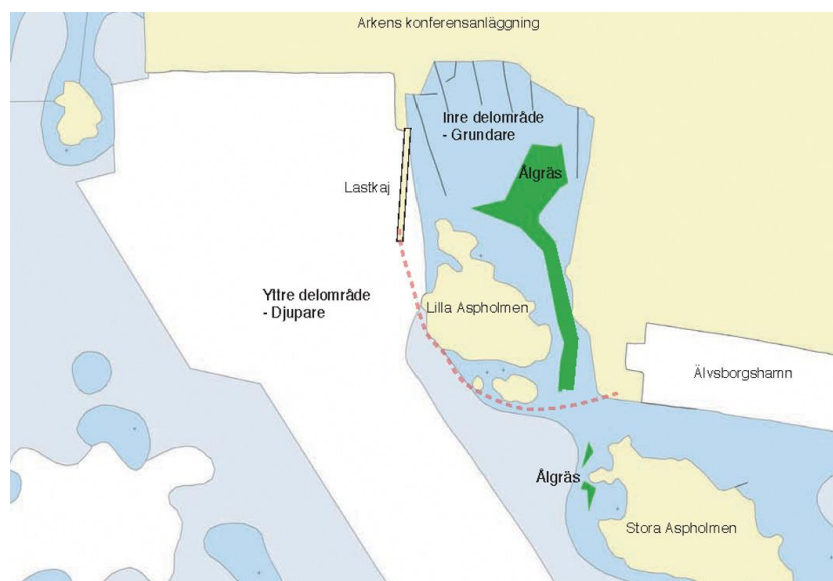 Arkens konferensanläggning
Inre delområde
- Grundare
Ålgräs
Lastkaj
Yttre delområde
- Djupare
Lilla Aspholmen
Älvsborgshamn
Ålgräs
Stora Aspholmen